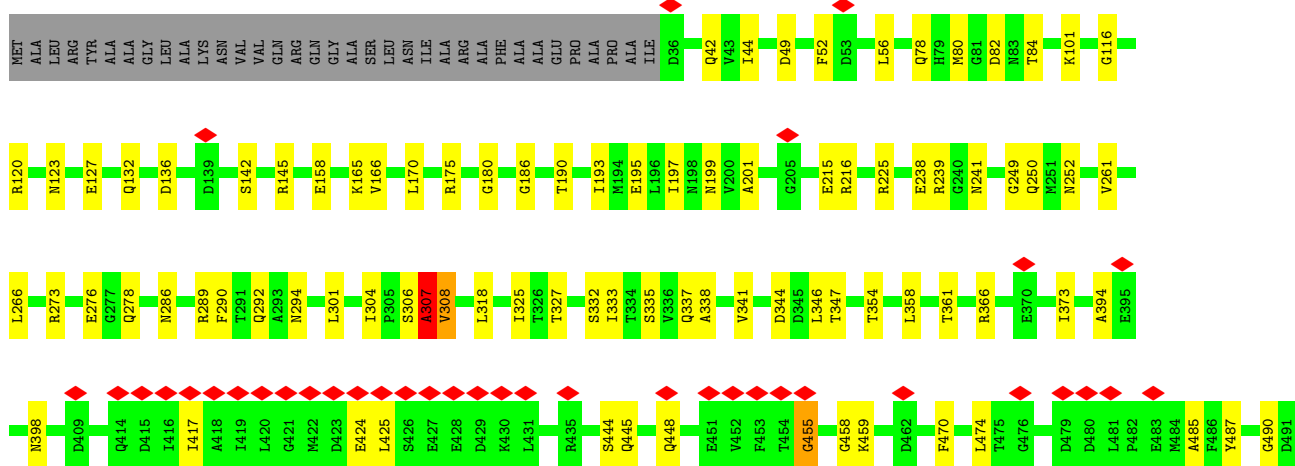 MET ALA LEU ARG TYR ALA ALA GLY LEU ALA LYS ASN VAL VAL GLN ARG GLN GLY ALA SER LEU ASN ILE ALA ARG ALA PHE ALA ALA GLU PRO ALA PRO ALA ILE D36 Q42 V43 I44 D49 F52 D53 L56 Q78 H79 M80 G81 D82 N83 T84 K101 G116
R120 N123 E127 Q132 D136 D139 S142 R145 E158 K165 V166 L170 R175 G180 G186 T190 I193 M194 E195 L196 I197 N198 N199 V200 A201 G205 E215 R216 R225 E238 R239 G240 N241 G249 Q250 M251 N252 V261
L266 R273 E276 G277 Q278 N286 R289 F290 T291 Q292 A293 N294 L301 I304 P305 S306 A307 V308 L318 I325 T326 T327 S332 I333 T334 S335 V336 Q337 A338 V341 D344 D345 L346 T347 T354 L358 T361 R366 E370 I373 A394 E395
N398 D409 Q414 D415 I416 I417 A418 I419 L420 G421 M422 D423 E424 L425 S426 E427 E428 D429 K430 L431 R435 S444 Q445 Q448 E451 V452 F453 T454 G455 G458 K459 D462 F470 L474 T475 G476 D479 D480 L481 P482 E483 M484 A485 F486 Y487 G490 D491